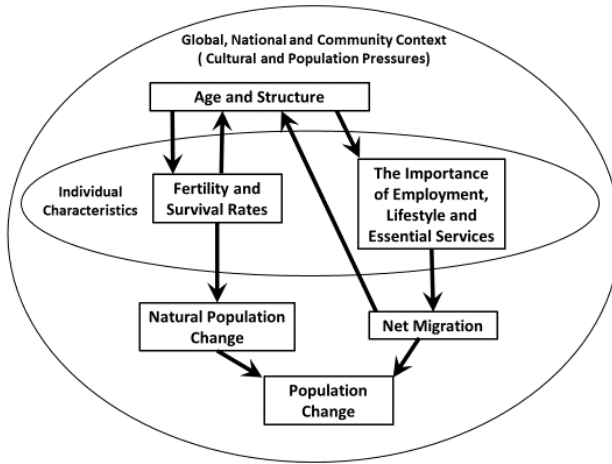 Global, National and Community Context
( Cultural and Population Pressures)
Age and Structure
Individual
Characteristics
Fertility and
Survival Rates
The Importance
of Employment,
Lifestyle and
Essential Services
Natural Population
Change
Net Migration
Population
Change